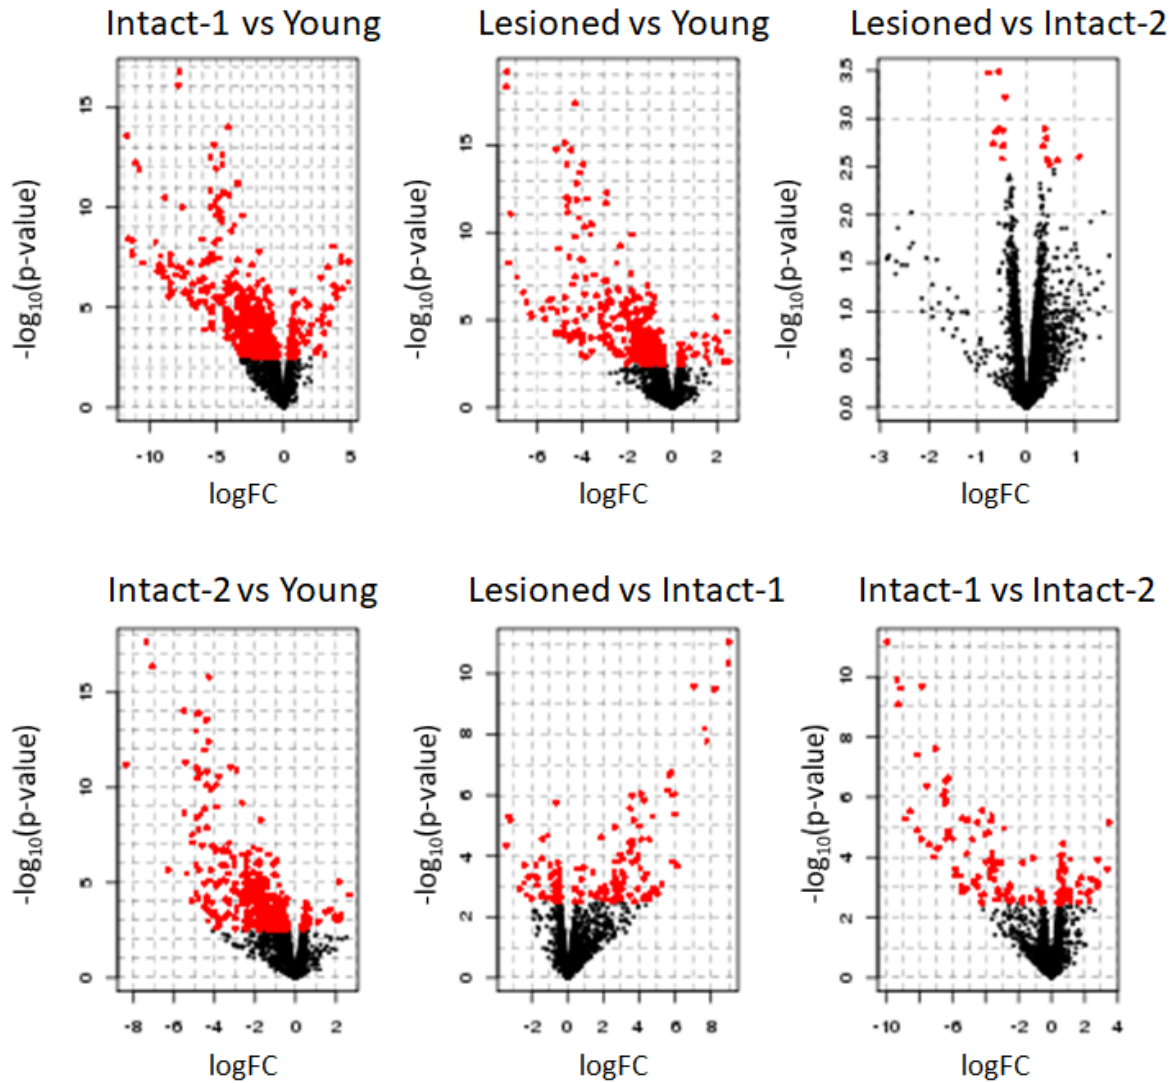 Intact-1 vs Young
Lesioned vs Young
Lesioned vs Intact-2
-log10(p-value)
15
10
5
0
-10 -5 0 5
logFC
-log10(p-value)
15
10
5
0
-6 -4 -2 0 2
logFC
-log10(p-value)
3.5
3.0
2.5
2.0
1.5
1.0
0.5
0.0
-3 -2 -1 0 1
logFC
Intact-2 vs Young
Lesioned vs Intact-1
Intact-1 vs Intact-2
-log10(p-value)
15
10
5
0
-8 -6 -4 -2 0 2
logFC
-log10(p-value)
10
8
6
4
2
0
-2 0 2 4 6 8
logFC
-log10(p-value)
10
8
6
4
2
0
-10 -6 -2 0 2 4
logFC